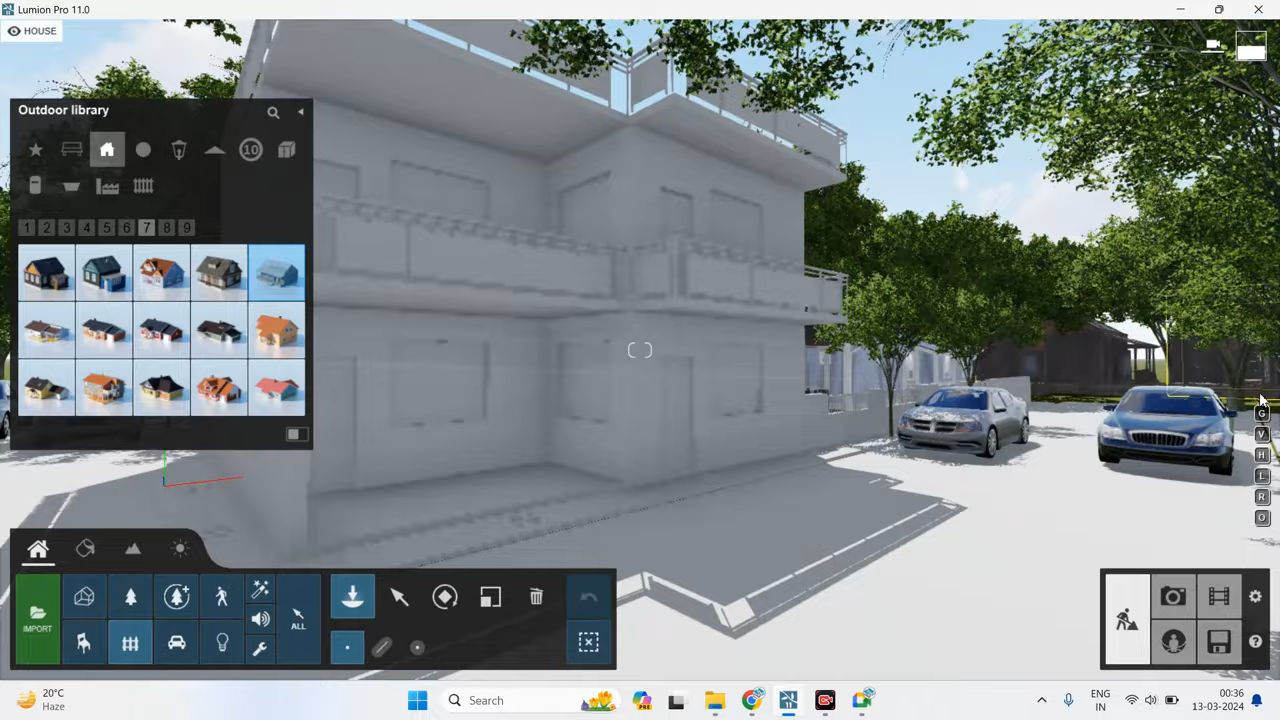 Lumion Pro 11.0
HOUSE
Outdoor library
10
1 2 3 4 5 6 7 8 9
G
V
H
L
R
O
IMPORT
ALL
20°C
Haze
Search
PRE
ENG
IN
00:36
13-03-2024